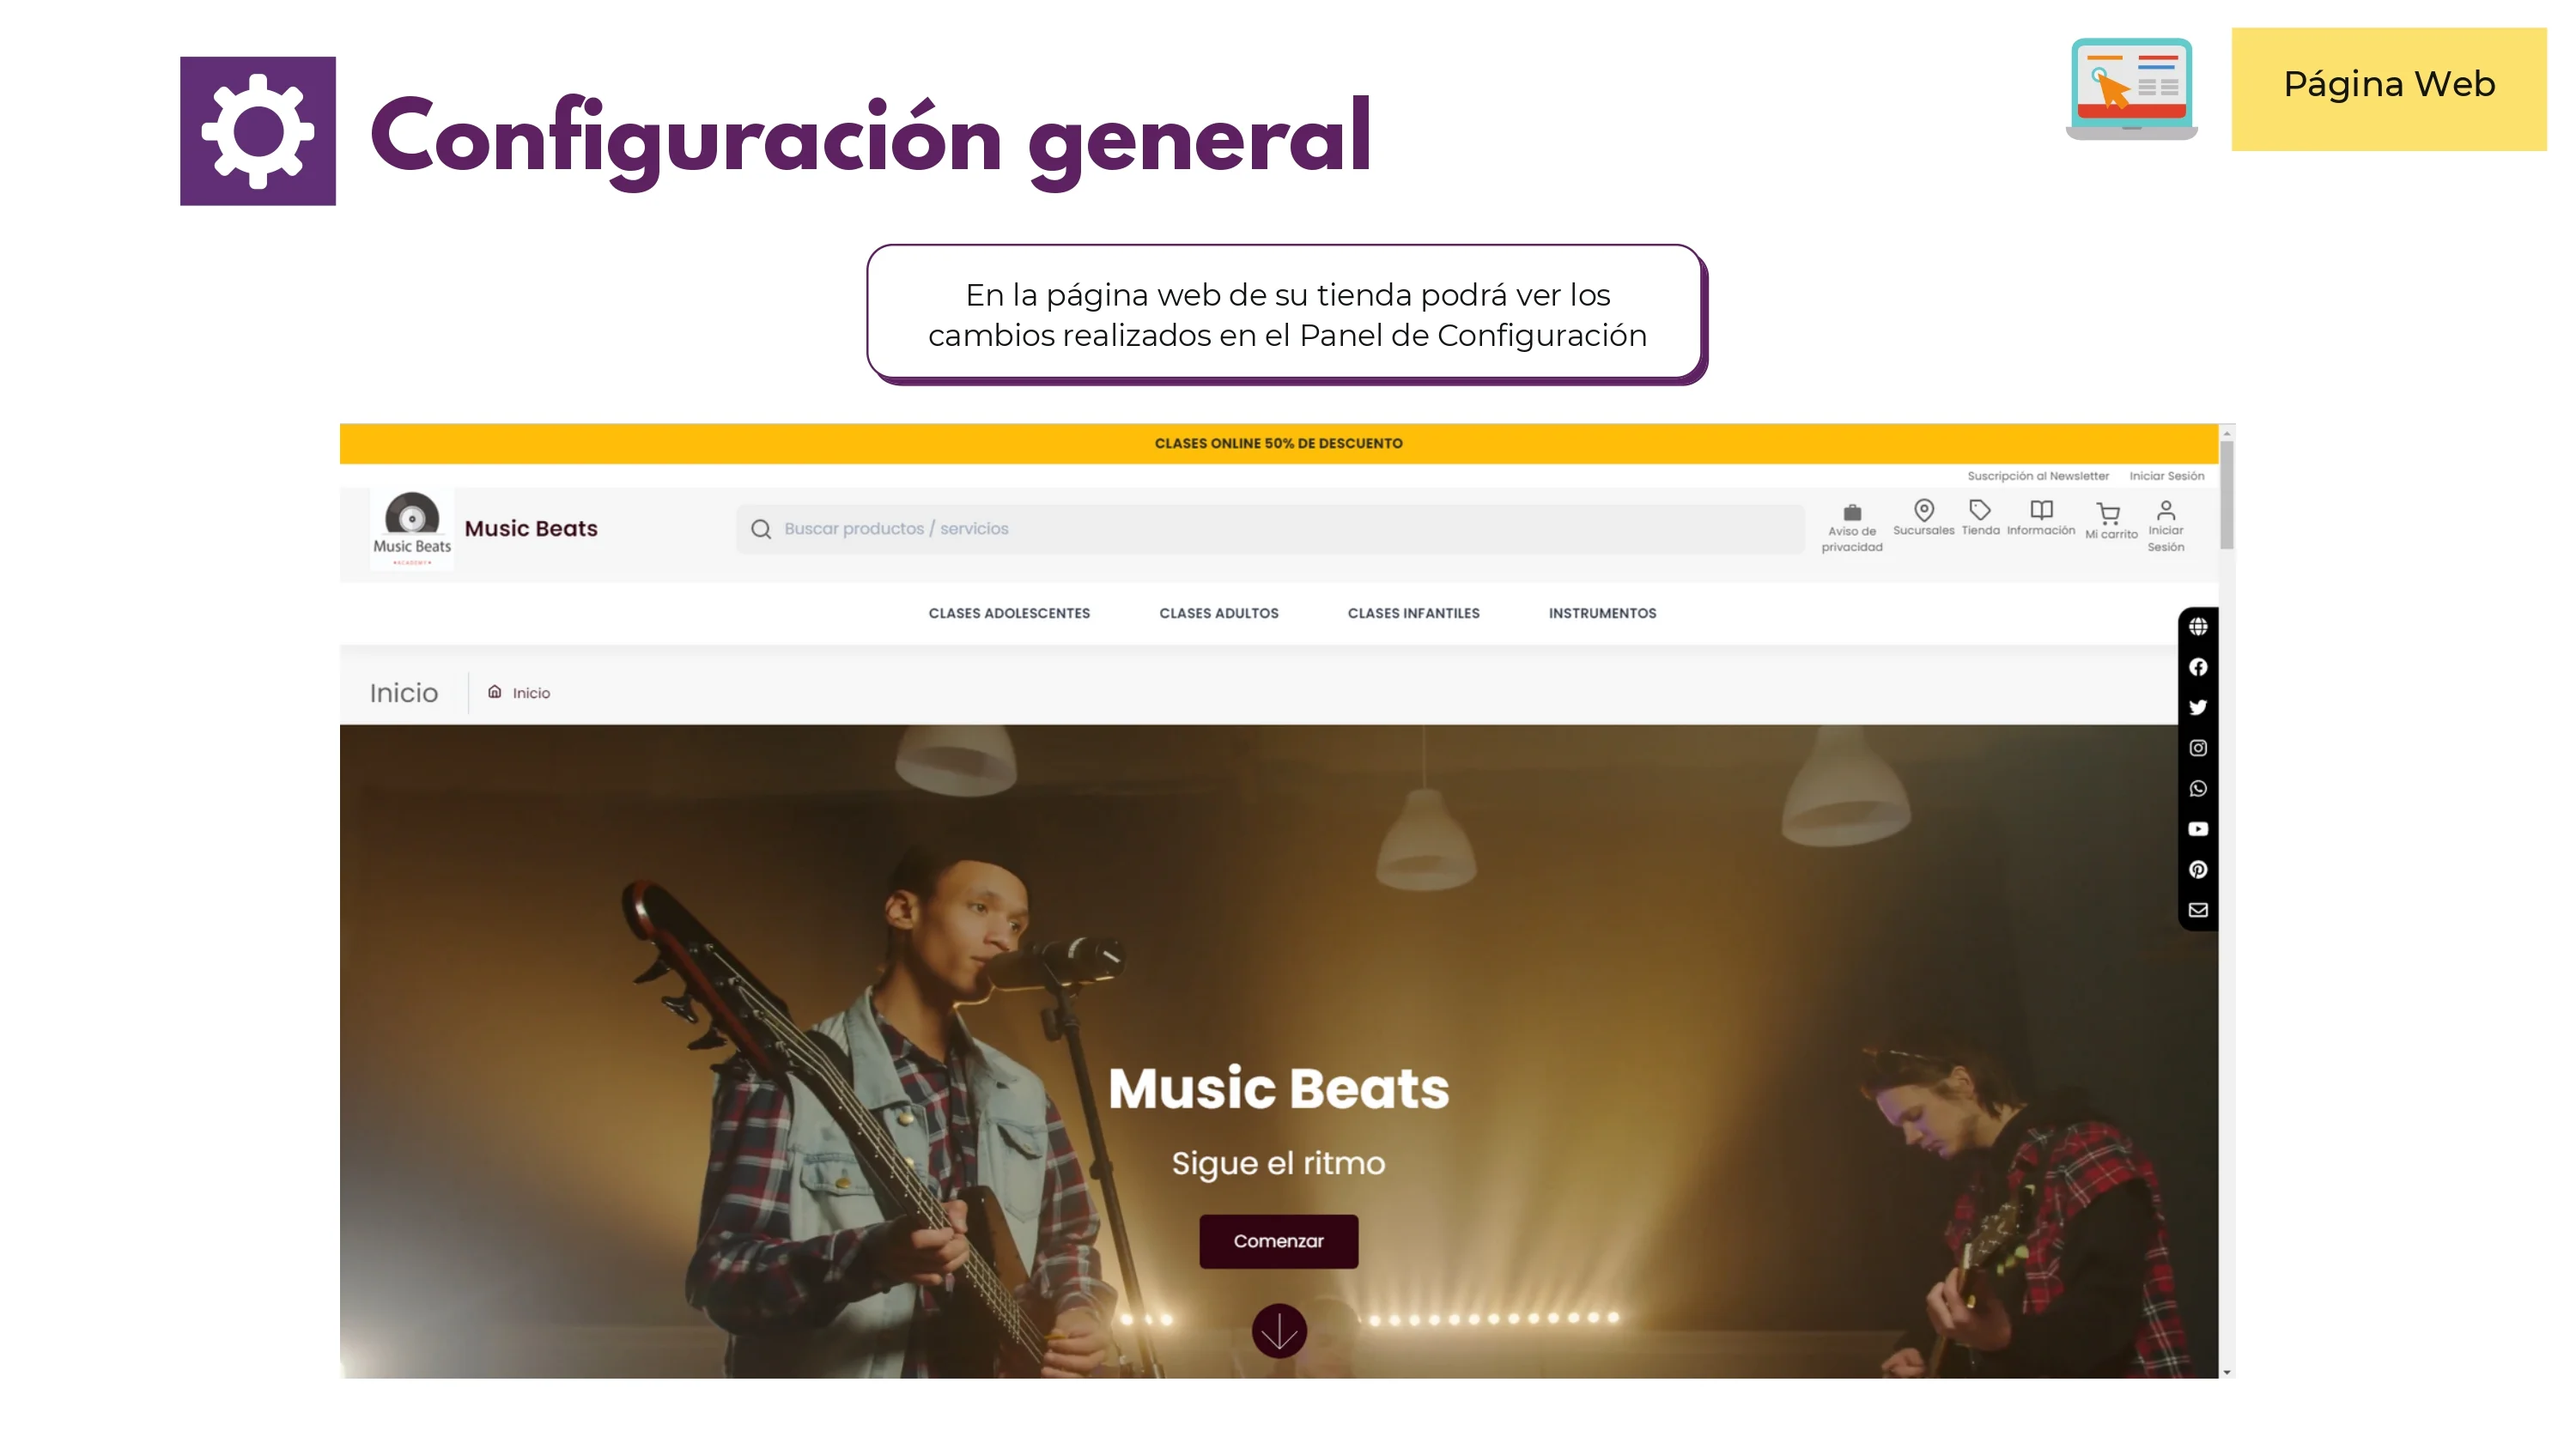 Configuración general
Página Web
En la página web de su tienda podrá ver los
cambios realizados en el Panel de Configuración
CLASES ONLINE 50% DE DESCUENTO
Suscripción al Newsletter Iniciar Sesión
Music Beats
ACADEMY
Music Beats
Buscar productos / servicios
Aviso de
privacidad
Sucursales
Tienda
Información
Mi carrito
Iniciar
Sesión
CLASES ADOLESCENTES CLASES ADULTOS CLASES INFANTILES INSTRUMENTOS
Inicio
Inicio
Music Beats
Sigue el ritmo
Comenzar